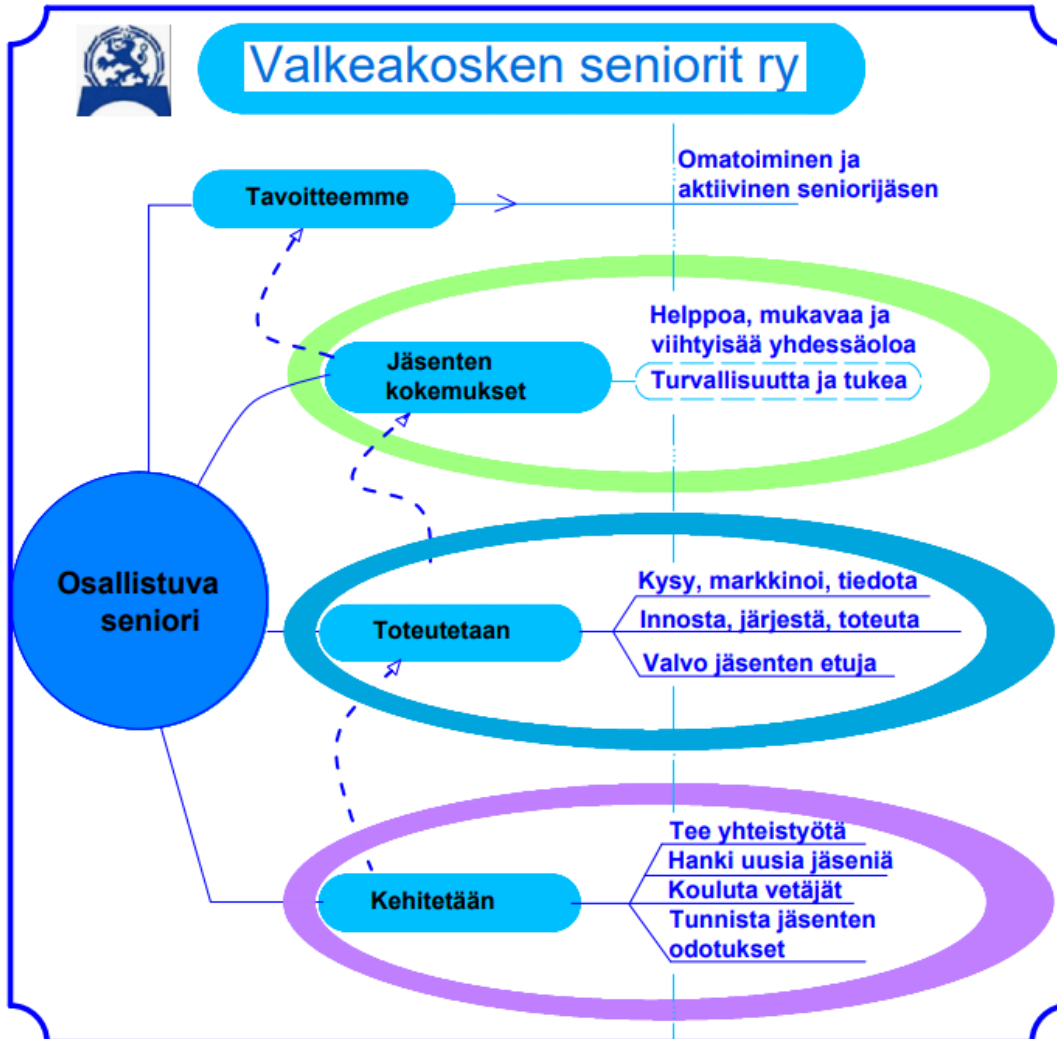 Valkeakosken seniorit ry
Tavoitteemme
Omatoiminen ja
aktiivinen seniorijäsen
Jäsenten
kokemukset
Helppoa, mukavaa ja
viihtyisää yhdessäoloa
Turvallisuutta ja tukea
Osallistuva
seniori
Toteutetaan
Kysy, markkinoi, tiedota
Innosta, järjestä, toteuta
Valvo jäsenten etuja
Kehitetään
Tee yhteistyötä
Hanki uusia jäseniä
Kouluta vetäjät
Tunnista jäsenten
odotukset